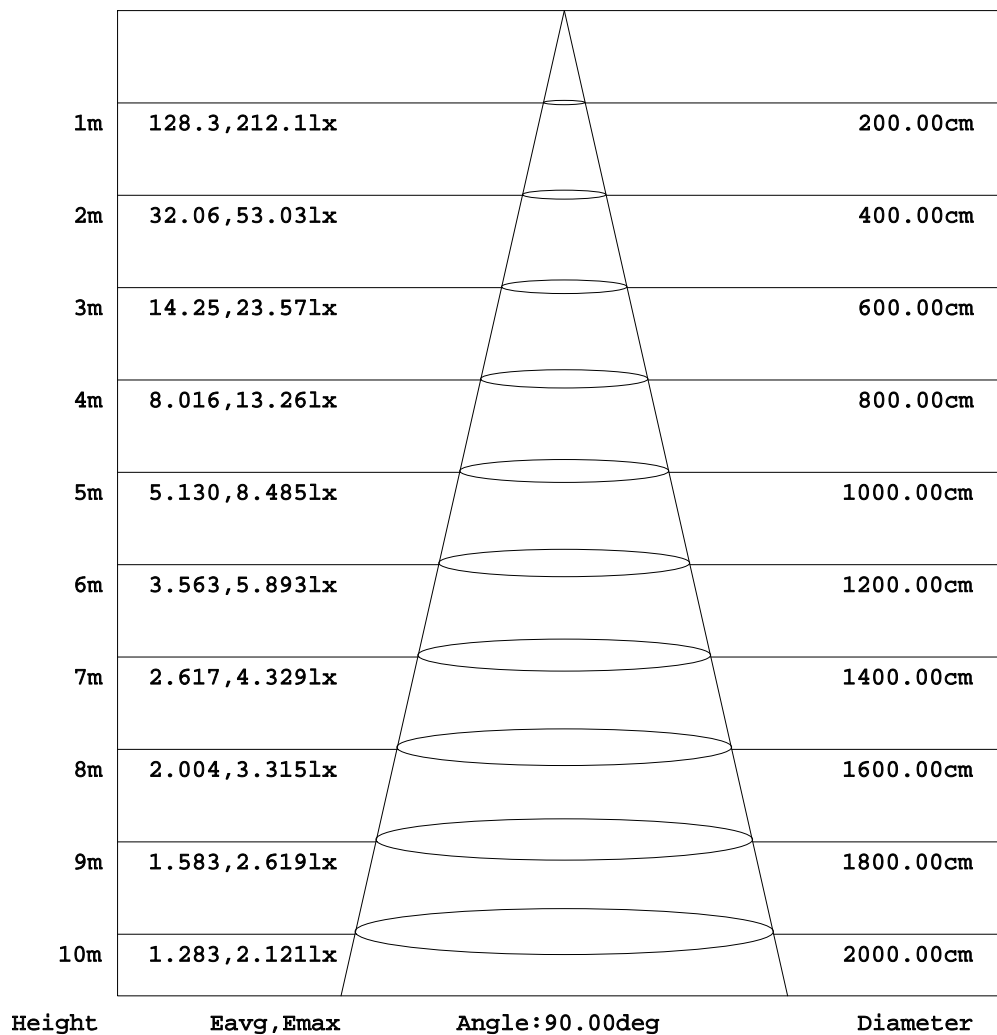 1m 128.3,212.1lx 200.00cm
2m 32.06,53.03lx 400.00cm
3m 14.25,23.57lx 600.00cm
4m 8.016,13.26lx 800.00cm
5m 5.130,8.485lx 1000.00cm
6m 3.563,5.893lx 1200.00cm
7m 2.617,4.329lx 1400.00cm
8m 2.004,3.315lx 1600.00cm
9m 1.583,2.619lx 1800.00cm
10m 1.283,2.121lx 2000.00cm
Height Eavg,Emax Angle:90.00deg Diameter